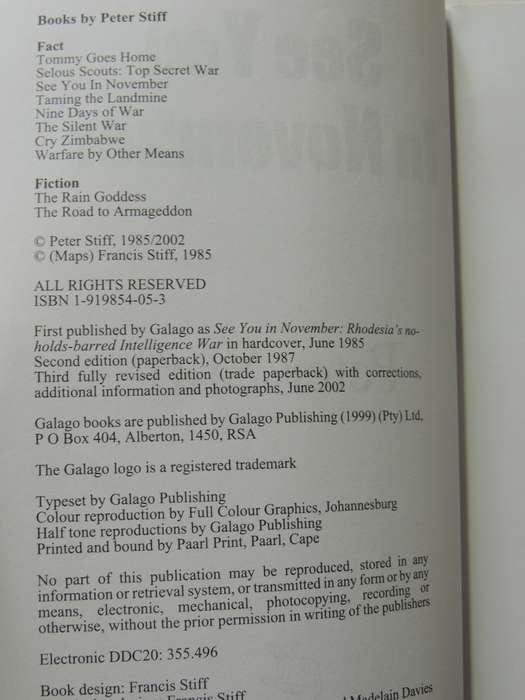 Books by Peter Stiff
Fact
Tommy Goes Home
Selous Scouts: Top Secret War
See You In November
Taming the Landmine
Nine Days of War
The Silent War
Cry Zimbabwe
Warfare by Other Means
Fiction
The Rain Goddess
The Road to Armageddon
© Peter Stiff, 1985/2002
© (Maps) Francis Stiff, 1985
ALL RIGHTS RESERVED
ISBN 1-919854-05-3
First published by Galago as See You in November: Rhodesia's no-
holds-barred Intelligence War in hardcover, June 1985
Second edition (paperback), October 1987
Third fully revised edition (trade paperback) with corrections,
additional information and photographs, June 2002
Galago books are published by Galago Publishing (1999) (Pty) Ltd,
P O Box 404, Alberton, 1450, RSA
The Galago logo is a registered trademark
Typeset by Galago Publishing
Colour reproduction by Full Colour Graphics, Johannesburg
Half tone reproductions by Galago Publishing
Printed and bound by Paarl Print, Paarl, Cape
No part of this publication may be reproduced, stored in any
information or retrieval system, or transmitted in any form or by any
means, electronic, mechanical, photocopying, recording or
otherwise, without the prior permission in writing of the publishers
Electronic DDC20: 355.496
Book design: Francis Stiff
Francis Stiff Madelain Davies